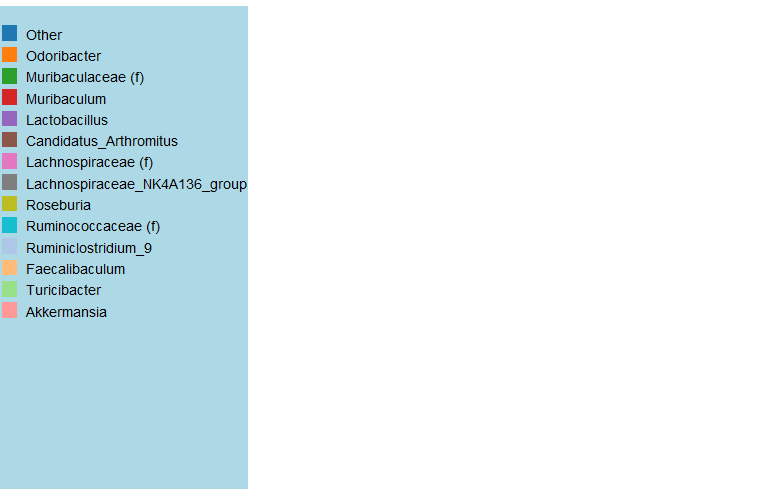 Other
Odoribacter
Muribaculaceae (f)
Muribaculum
Lactobacillus
Candidatus_Arthromitus
Lachnospiraceae (f)
Lachnospiraceae_NK4A136_group
Roseburia
Ruminococcaceae (f)
Ruminiclostridium_9
Faecalibaculum
Turicibacter
Akkermansia